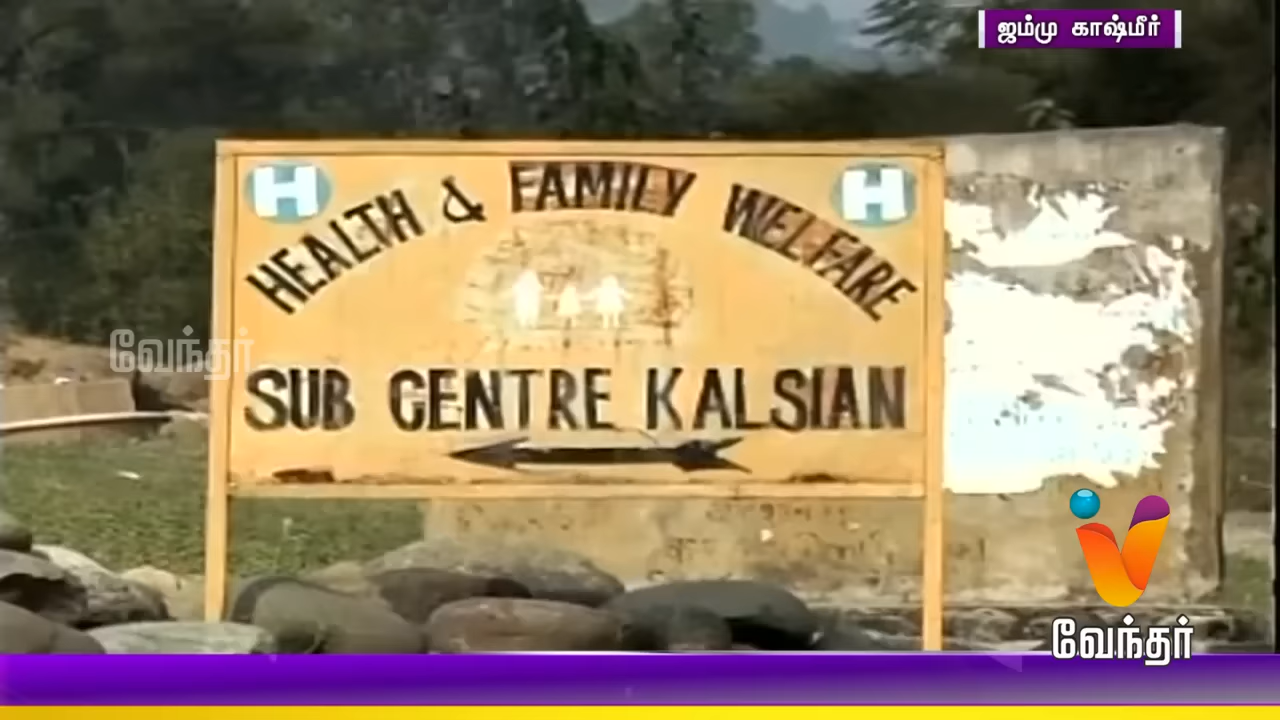 ஜம்மு காஷ்மீர்
H H
HEALTH & FAMILY WELFARE
வேந்தர்
SUB CENTRE KALSIAN
வேந்தர்